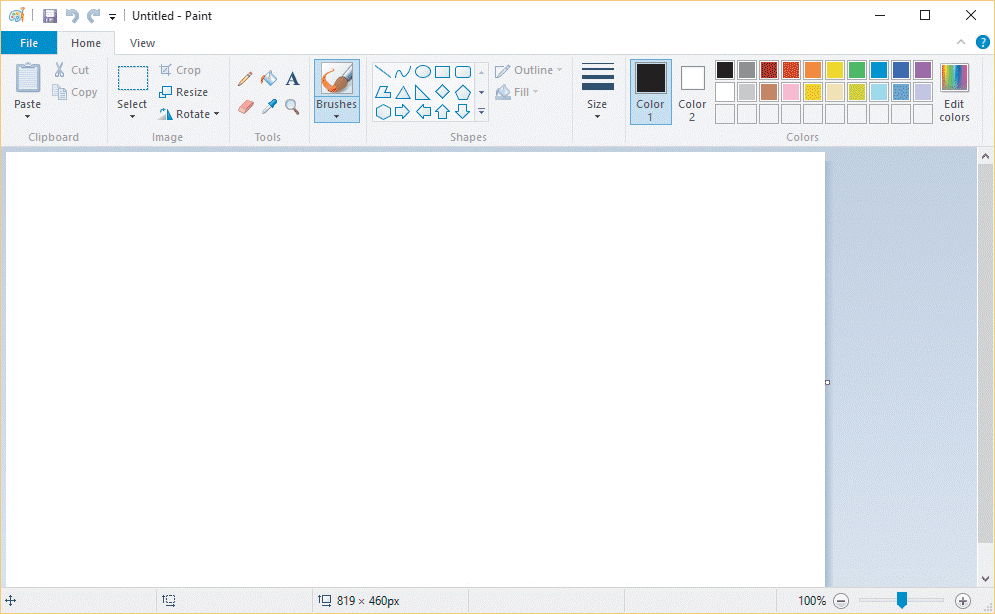 Untitled - Paint
File Home View ?
Paste
Cut
Copy
Clipboard
Select
Crop
Resize
Rotate
Image
A
Tools
Brushes
Outline
Fill
Shapes
Size
Color 
1
Color
2
Edit
colors
Colors
819 × 460px
100%